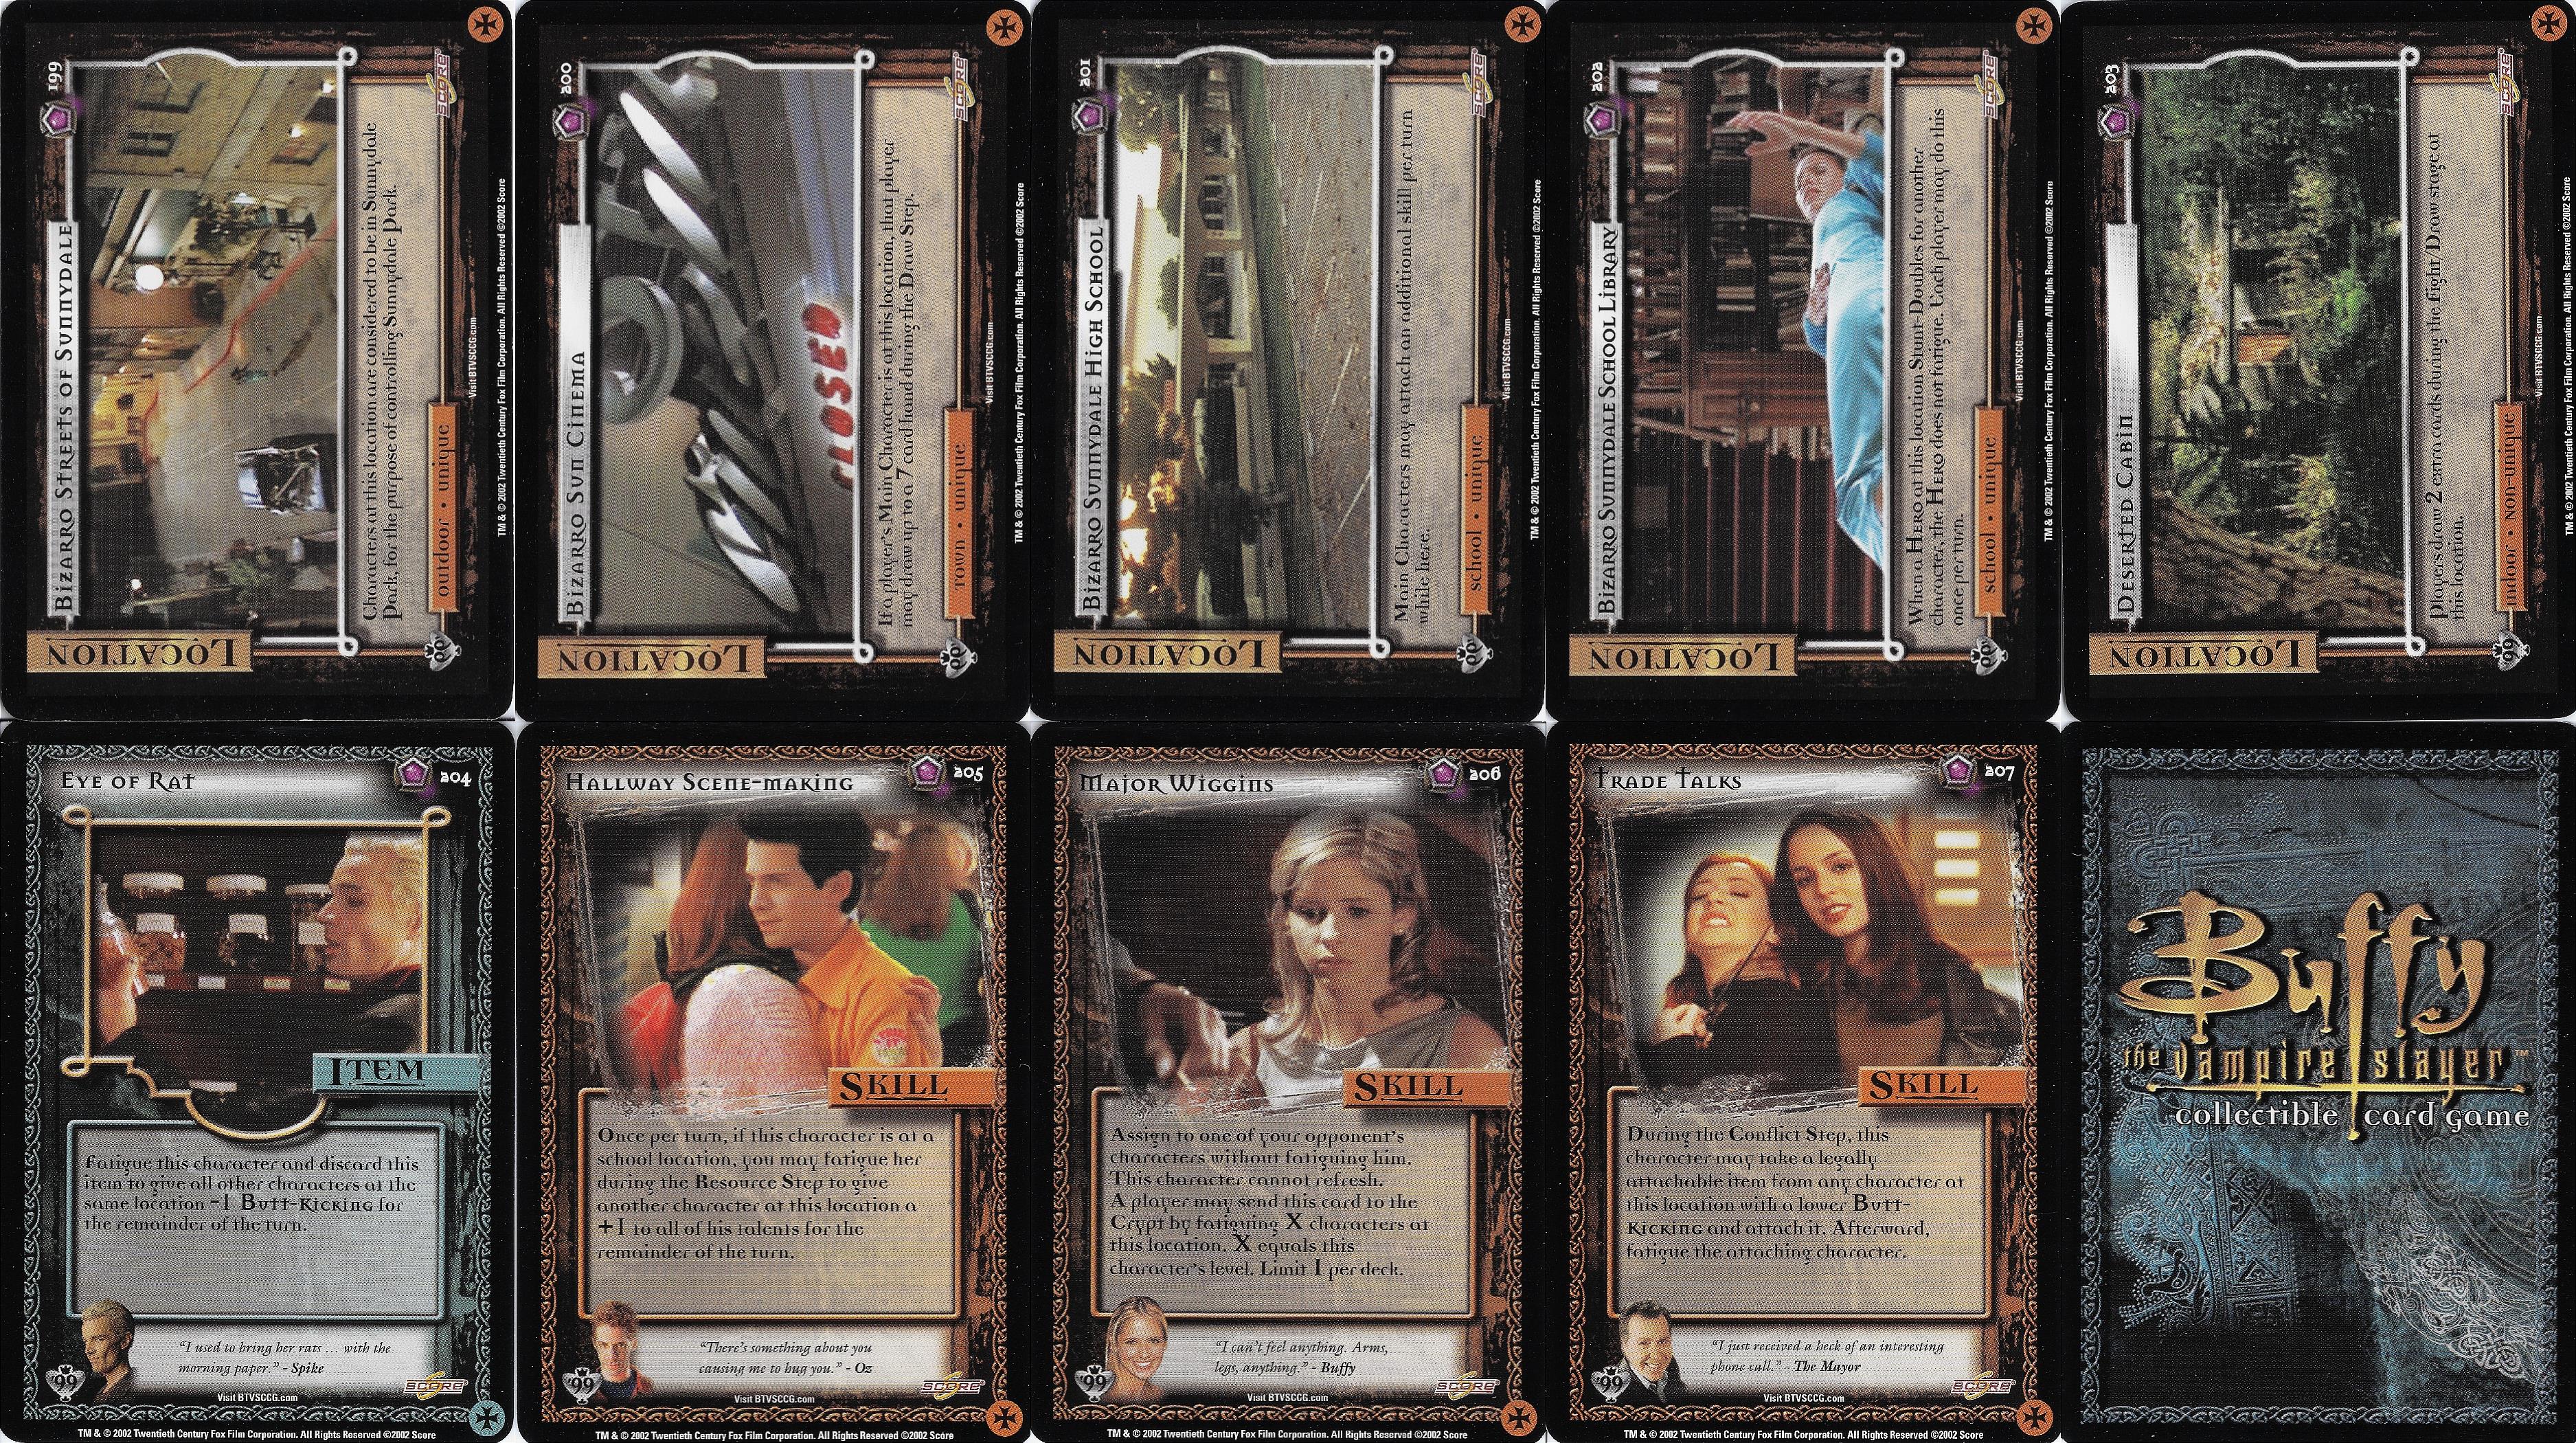 Location
Bizarro Streets of Sunnydale
199
Characters at this location are considered to be in Sunnydale
Park, for the purpose of controlling Sunnydale Park.
'99
outdoor • unique
SCORE
Visit BTVSCCG.com
TM & © 2002 Twentieth Century Fox Film Corporation. All Rights Reserved ©2002 Score
Location
Bizarro Sun Cinema
200
CLOSED
If a player's Main Character is at this location, that player
may draw up to a 7 card hand during the Draw Step.
'99
town • unique
SCORE
Visit BTVSCCG.com
TM & © 2002 Twentieth Century Fox Film Corporation. All Rights Reserved ©2002 Score
Location
Bizarro Sunnydale High School
201
Main Characters may attach an additional skill per turn
while here.
'99
school • unique
SCORE
Visit BTVSCCG.com
TM & © 2002 Twentieth Century Fox Film Corporation. All Rights Reserved ©2002 Score
Location
Bizarro Sunnydale School Library
202
When a Hero at this location Stunt-Doubles for another
character, the Hero does not fatigue. Each player may do this
once per turn.
'99
school • unique
SCORE
Visit BTVSCCG.com
TM & © 2002 Twentieth Century Fox Film Corporation. All Rights Reserved ©2002 Score
Location
Deserted Cabin
203
Players draw 2 extra cards during the Fight/Draw stage at
this location.
'99
indoor • non-unique
SCORE
Visit BTVSCCG.com
TM & © 2002 Twentieth Century Fox Film Corporation. All Rights Reserved ©2002 Score
Eye of Rat
204
Item
Fatigue this character and discard this
item to give all other characters at the
same location -1 Butt-Kicking for
the remainder of the turn.
"I used to bring her rats ... with the
morning paper." - Spike
'99
SCORE
Visit BTVSCCG.com
TM & © 2002 Twentieth Century Fox Film Corporation. All Rights Reserved ©2002 Score
Hallway Scene-making
205
Skill
Once per turn, if this character is at a
school location, you may fatigue her
during the Resource Step to give
another character at this location a
+1 to all of his talents for the
remainder of the turn.
"There's something about you
causing me to hug you." - Oz
'99
SCORE
Visit BTVSCCG.com
TM & © 2002 Twentieth Century Fox Film Corporation. All Rights Reserved ©2002 Score
Major Wiggins
206
Skill
Assign to one of your opponent's
characters without fatiguing him.
This character cannot refresh.
A player may send this card to the
Crypt by fatiguing X characters at
this location. X equals this
character's level. Limit 1 per deck.
"I can't feel anything. Arms,
legs, anything." - Buffy
'99
SCORE
Visit BTVSCCG.com
TM & © 2002 Twentieth Century Fox Film Corporation. All Rights Reserved ©2002 Score
Trade Talks
207
Skill
During the Conflict Step, this
character may take a legally
attachable item from any character at
this location with a lower Butt-
Kicking and attach it. Afterward,
fatigue the attaching character.
"I just received a heck of an interesting
phone call." - The Mayor
'99
SCORE
Visit BTVSCCG.com
TM & © 2002 Twentieth Century Fox Film Corporation. All Rights Reserved ©2002 Score
Buffy
the vampire slayer™
collectible card game